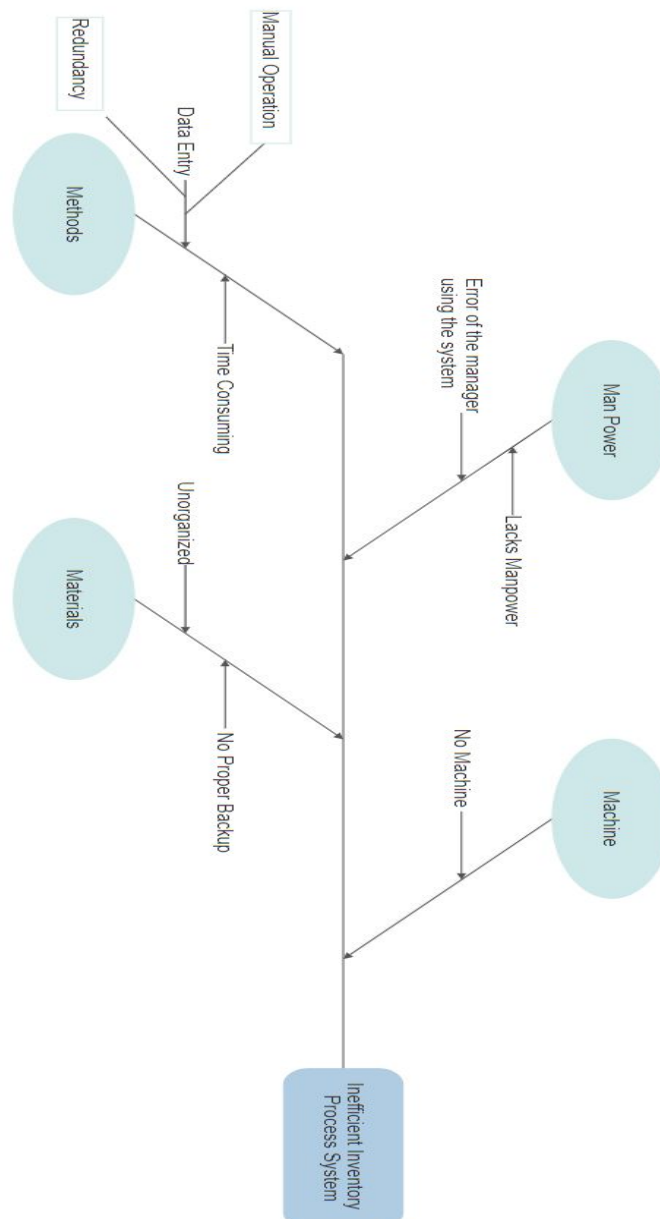 Man Power
Machine
Error of the manager
using the system
Lacks Manpower
No Machine
Inefficient Inventory
Process System
Time Consuming
No Proper Backup
Manual Operation
Data Entry
Unorganized
Redundancy
Methods
Materials